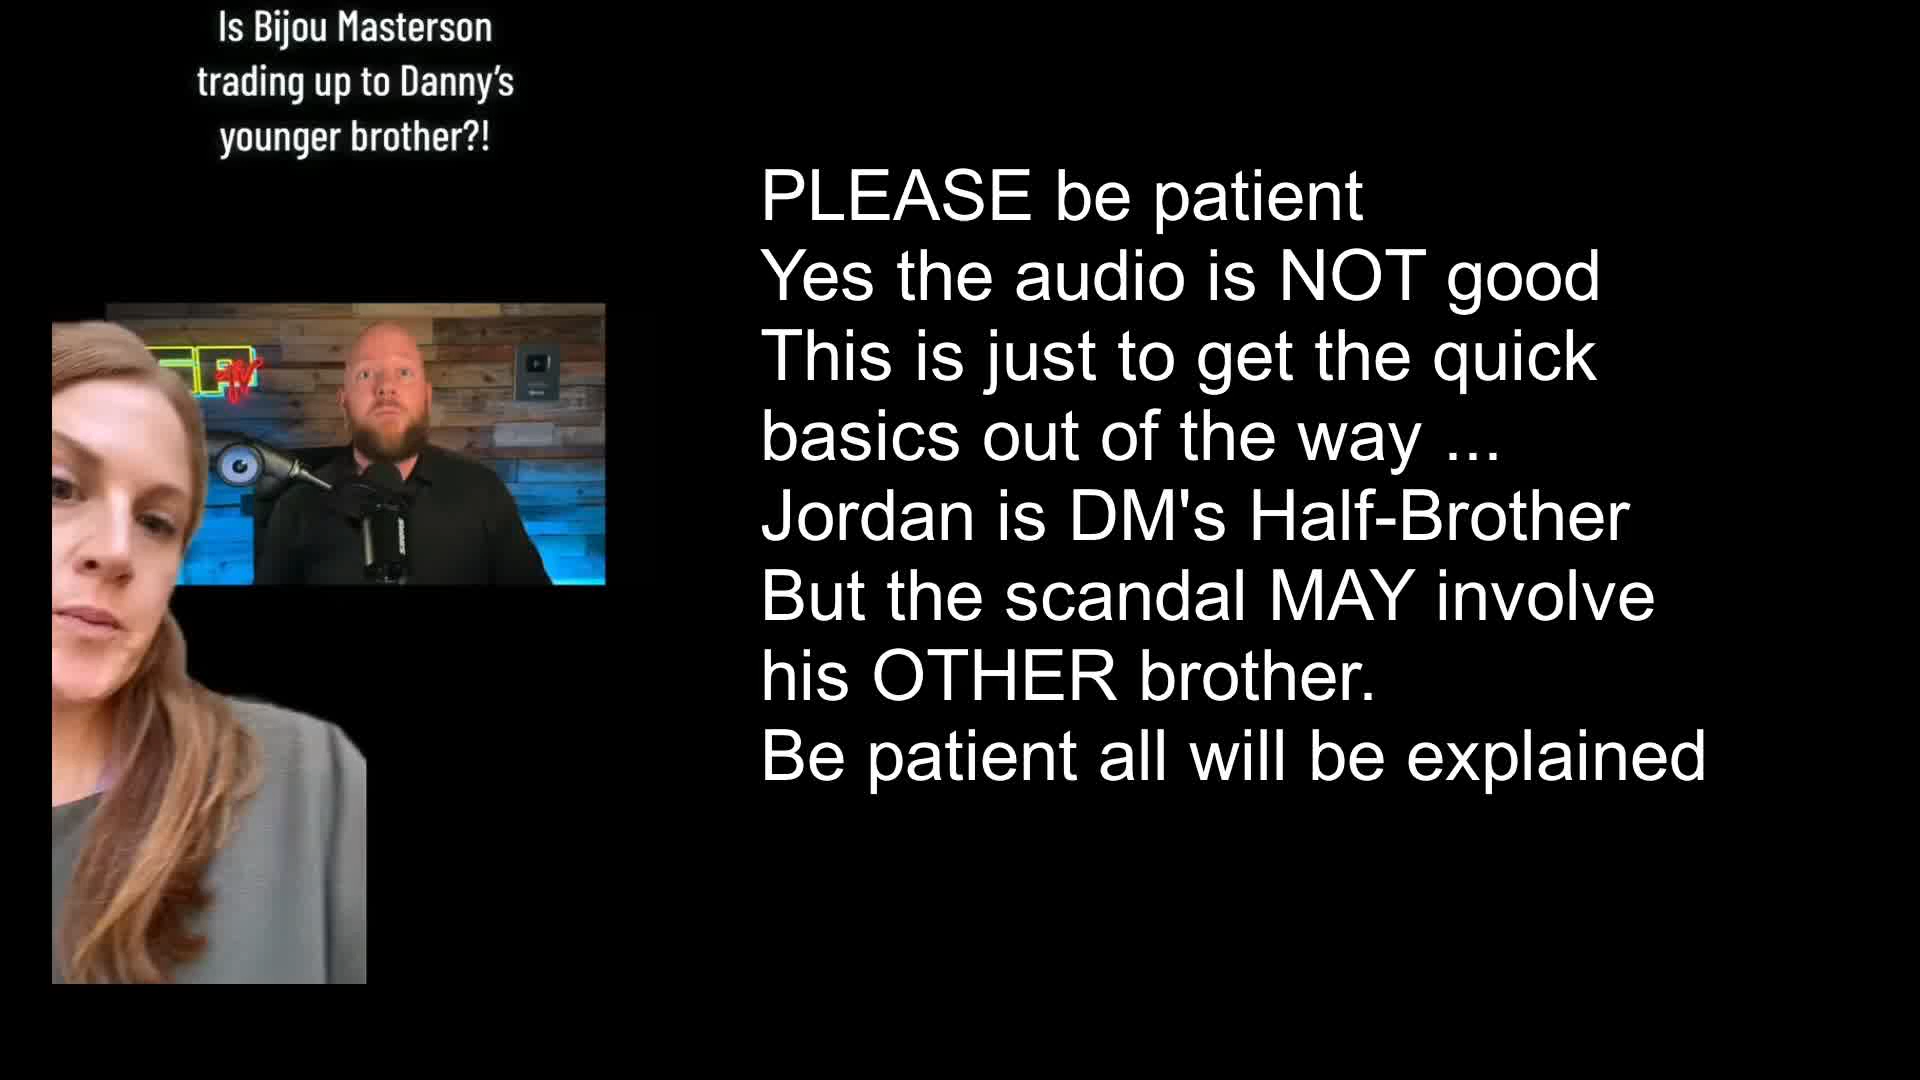 Is Bijou Masterson
trading up to Danny's
younger brother?!
PLEASE be patient
Yes the audio is NOT good
This is just to get the quick
basics out of the way ...
Jordan is DM's Half-Brother
But the scandal MAY involve
his OTHER brother.
Be patient all will be explained